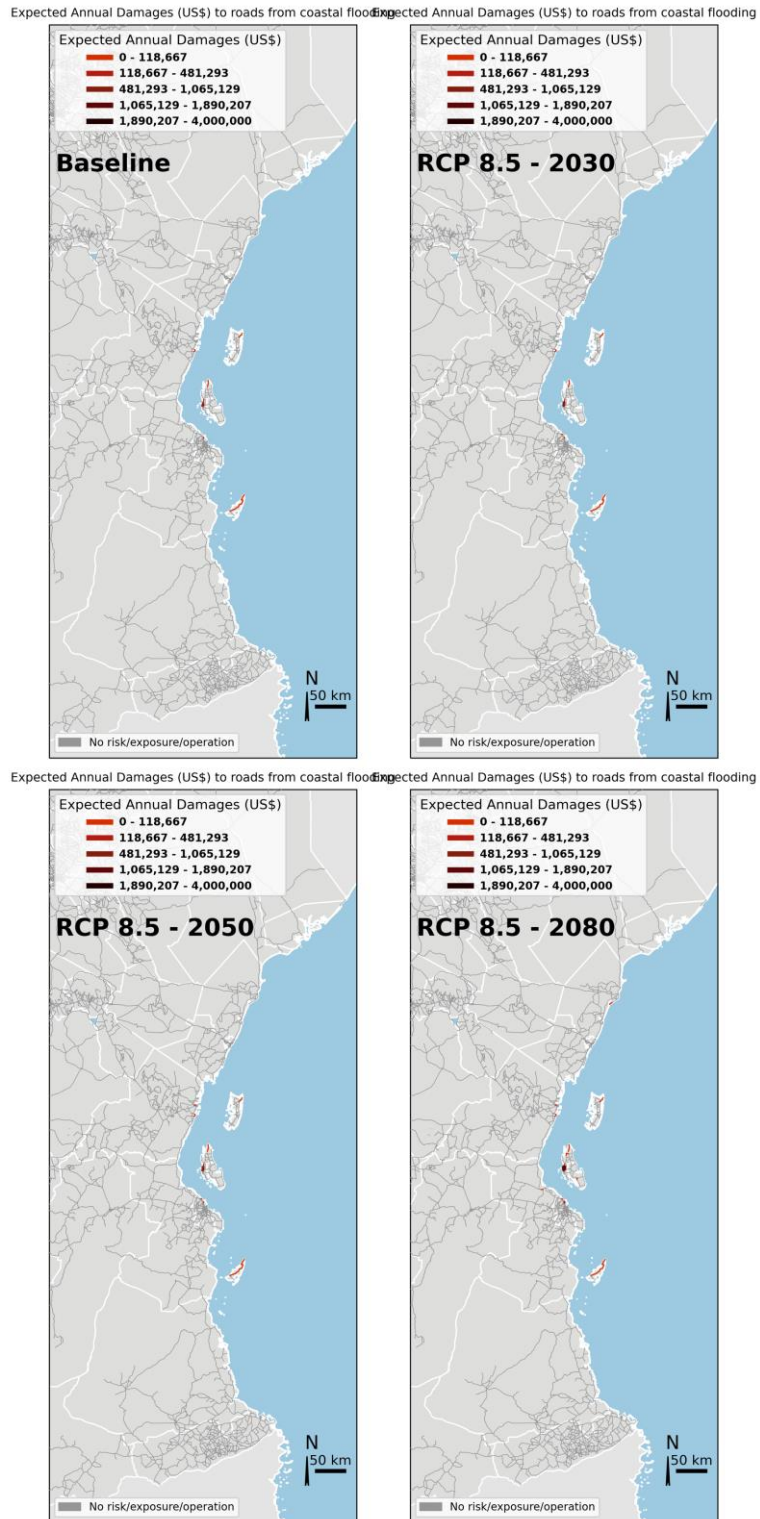 Expected Annual Damages (US$) to roads from coastal flooding
Expected Annual Damages (US$)
0 - 118,667
118,667 - 481,293
481,293 - 1,065,129
1,065,129 - 1,890,207
1,890,207 - 4,000,000
Baseline
N
50 km
No risk/exposure/operation
Expected Annual Damages (US$) to roads from coastal flooding
Expected Annual Damages (US$)
0 - 118,667
118,667 - 481,293
481,293 - 1,065,129
1,065,129 - 1,890,207
1,890,207 - 4,000,000
RCP 8.5 - 2030
N
50 km
No risk/exposure/operation
Expected Annual Damages (US$) to roads from coastal flooding
Expected Annual Damages (US$)
0 - 118,667
118,667 - 481,293
481,293 - 1,065,129
1,065,129 - 1,890,207
1,890,207 - 4,000,000
RCP 8.5 - 2050
N
50 km
No risk/exposure/operation
Expected Annual Damages (US$) to roads from coastal flooding
Expected Annual Damages (US$)
0 - 118,667
118,667 - 481,293
481,293 - 1,065,129
1,065,129 - 1,890,207
1,890,207 - 4,000,000
RCP 8.5 - 2080
N
50 km
No risk/exposure/operation